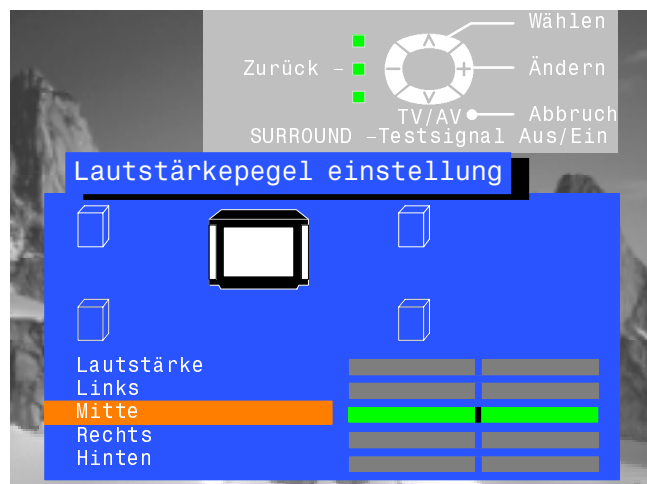 Wählen
Zurück – Ändern
TV/AV Abbruch
SURROUND –Testsignal Aus/Ein
Lautstärkepegel einstellung
Lautstärke
Links
Mitte
Rechts
Hinten